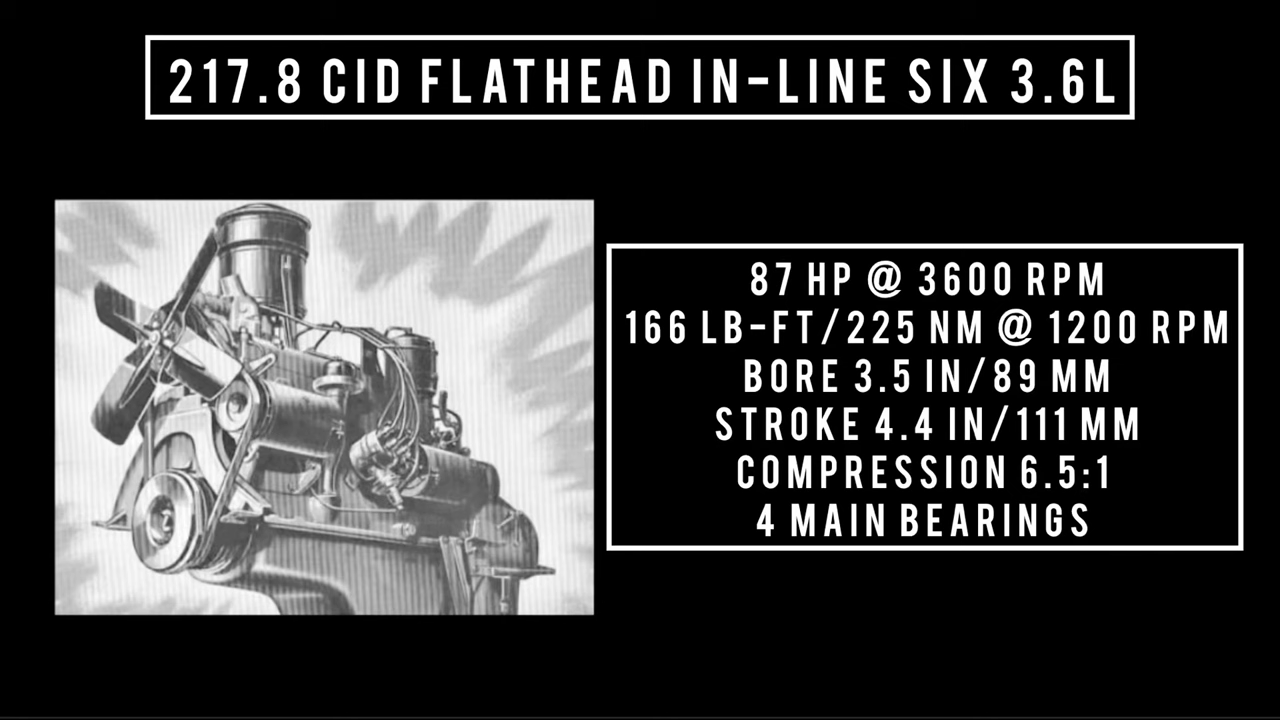 217.8 CID FLATHEAD IN-LINE SIX 3.6L
87 HP @ 3600 RPM
166 LB-FT/225 NM @ 1200 RPM
BORE 3.5 IN/89 MM
STROKE 4.4 IN/111 MM
COMPRESSION 6.5:1
4 MAIN BEARINGS